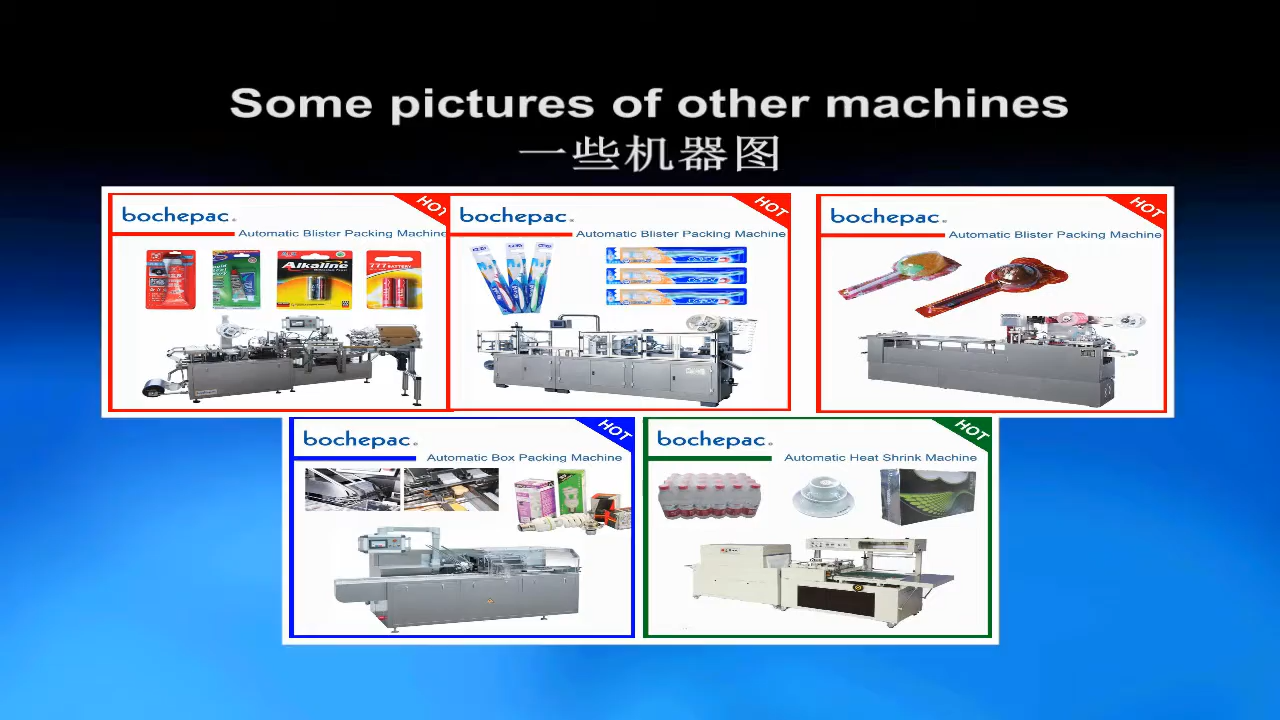 Some pictures of other machines
一些机器图
bochepac
HOT
Automatic Blister Packing Machine
Alkaline
777 BATTERY
bochepac
HOT
Automatic Blister Packing Machine
bochepac
HOT
Automatic Blister Packing Machine
bochepac
HOT
Automatic Box Packing Machine
bochepac
HOT
Automatic Heat Shrink Machine